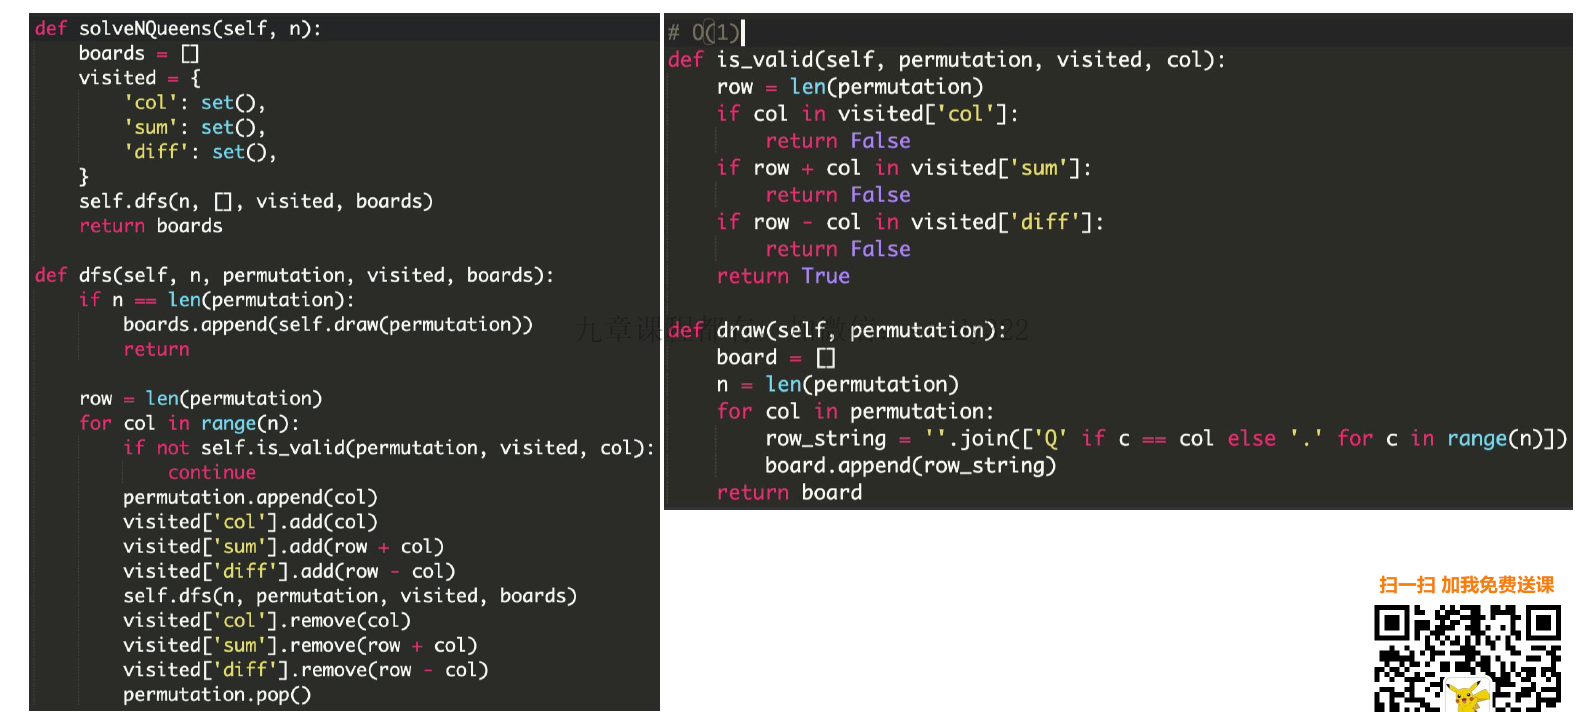 def solveNQueens(self, n):
    boards = []
    visited = {
        'col': set(),
        'sum': set(),
        'diff': set(),
    }
    self.dfs(n, [], visited, boards)
    return boards

def dfs(self, n, permutation, visited, boards):
    if n == len(permutation):
        boards.append(self.draw(permutation))
        return

    row = len(permutation)
    for col in range(n):
        if not self.is_valid(permutation, visited, col):
            continue
        permutation.append(col)
        visited['col'].add(col)
        visited['sum'].add(row + col)
        visited['diff'].add(row - col)
        self.dfs(n, permutation, visited, boards)
        visited['col'].remove(col)
        visited['sum'].remove(row + col)
        visited['diff'].remove(row - col)
        permutation.pop()

# O(1)
def is_valid(self, permutation, visited, col):
    row = len(permutation)
    if col in visited['col']:
        return False
    if row + col in visited['sum']:
        return False
    if row - col in visited['diff']:
        return False
    return True

def draw(self, permutation):
    board = []
    n = len(permutation)
    for col in permutation:
        row_string = ''.join(['Q' if c == col else '.' for c in range(n)])
        board.append(row_string)
    return board
九章课程都有
扫一扫 加我免费送课